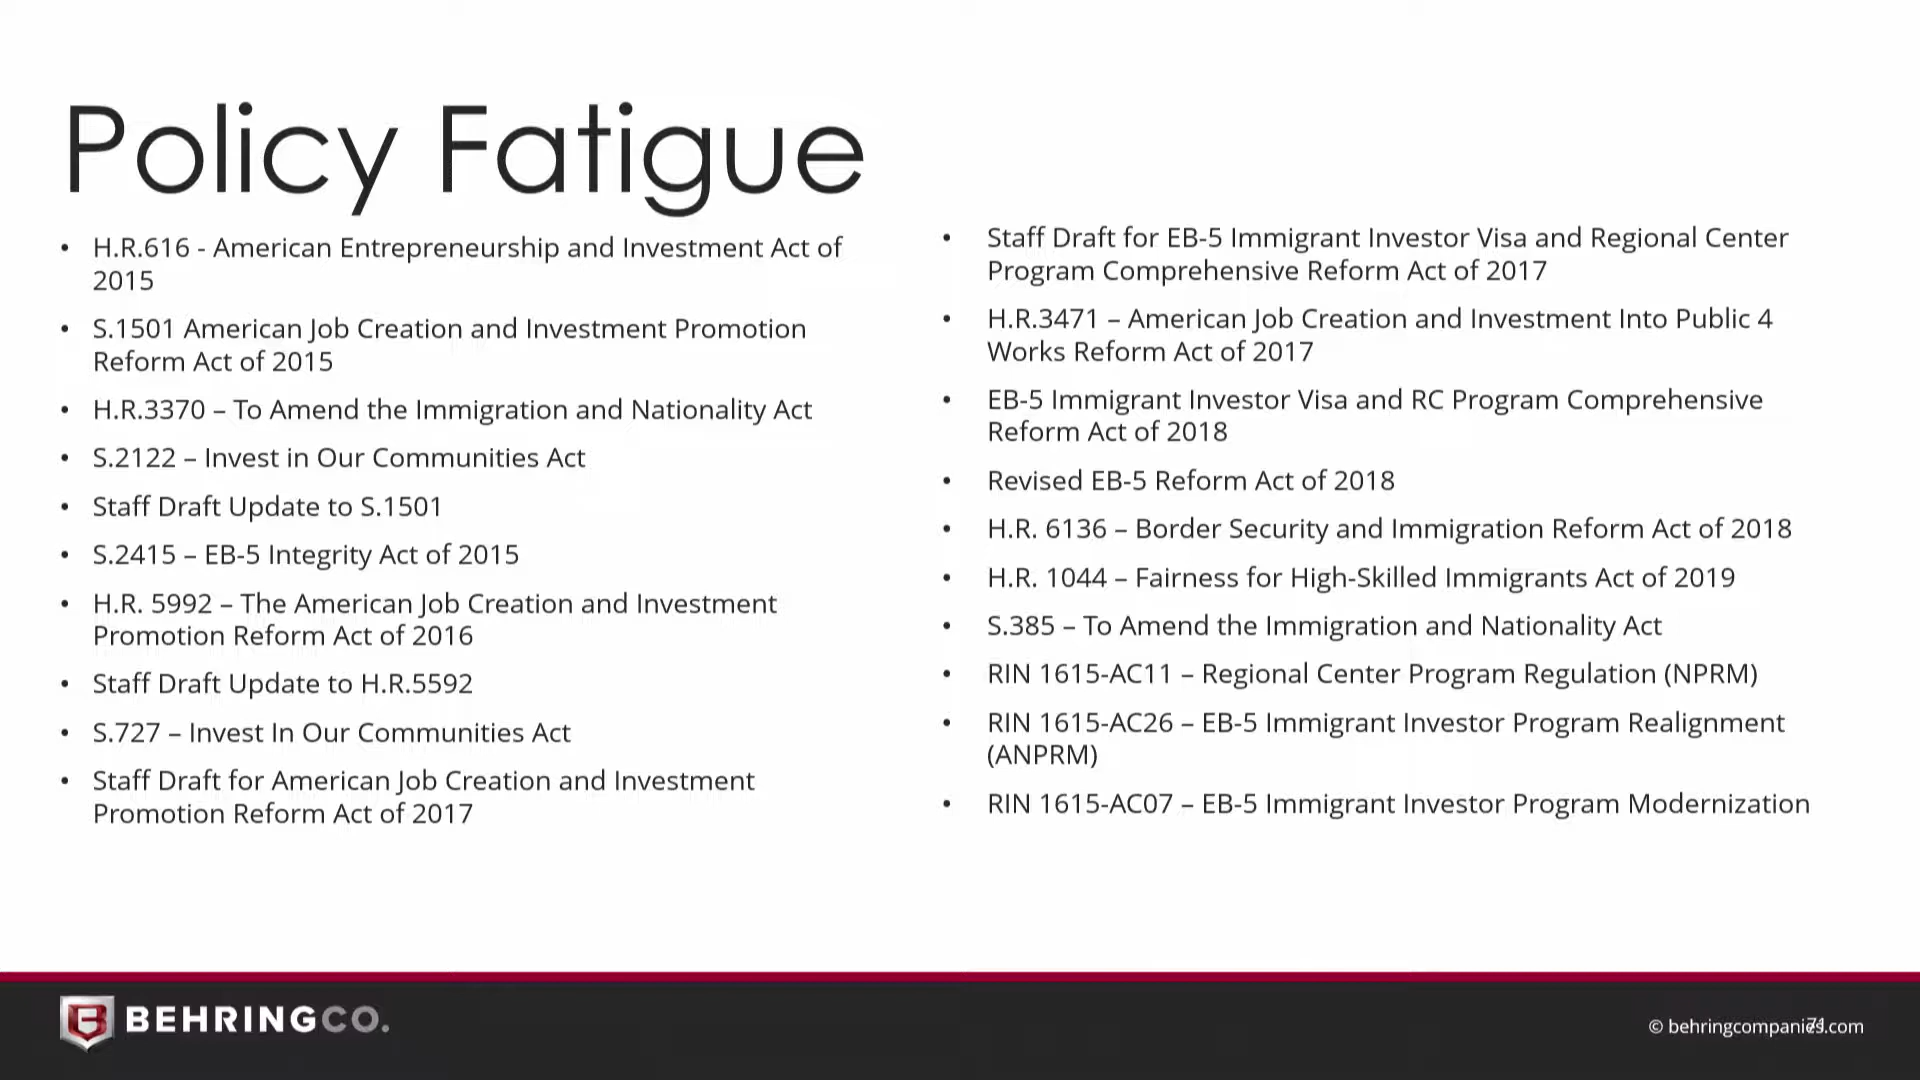 Policy Fatigue
• H.R.616 - American Entrepreneurship and Investment Act of
2015
• S.1501 American Job Creation and Investment Promotion
Reform Act of 2015
• H.R.3370 – To Amend the Immigration and Nationality Act
• S.2122 – Invest in Our Communities Act
• Staff Draft Update to S.1501
• S.2415 – EB-5 Integrity Act of 2015
• H.R. 5992 – The American Job Creation and Investment
Promotion Reform Act of 2016
• Staff Draft Update to H.R.5592
• S.727 – Invest In Our Communities Act
• Staff Draft for American Job Creation and Investment
Promotion Reform Act of 2017
• Staff Draft for EB-5 Immigrant Investor Visa and Regional Center
Program Comprehensive Reform Act of 2017
• H.R.3471 – American Job Creation and Investment Into Public 4
Works Reform Act of 2017
• EB-5 Immigrant Investor Visa and RC Program Comprehensive
Reform Act of 2018
• Revised EB-5 Reform Act of 2018
• H.R. 6136 – Border Security and Immigration Reform Act of 2018
• H.R. 1044 – Fairness for High-Skilled Immigrants Act of 2019
• S.385 – To Amend the Immigration and Nationality Act
• RIN 1615-AC11 – Regional Center Program Regulation (NPRM)
• RIN 1615-AC26 – EB-5 Immigrant Investor Program Realignment
(ANPRM)
• RIN 1615-AC07 – EB-5 Immigrant Investor Program Modernization
BEHRINGCO.
© behringcompanies.com
71